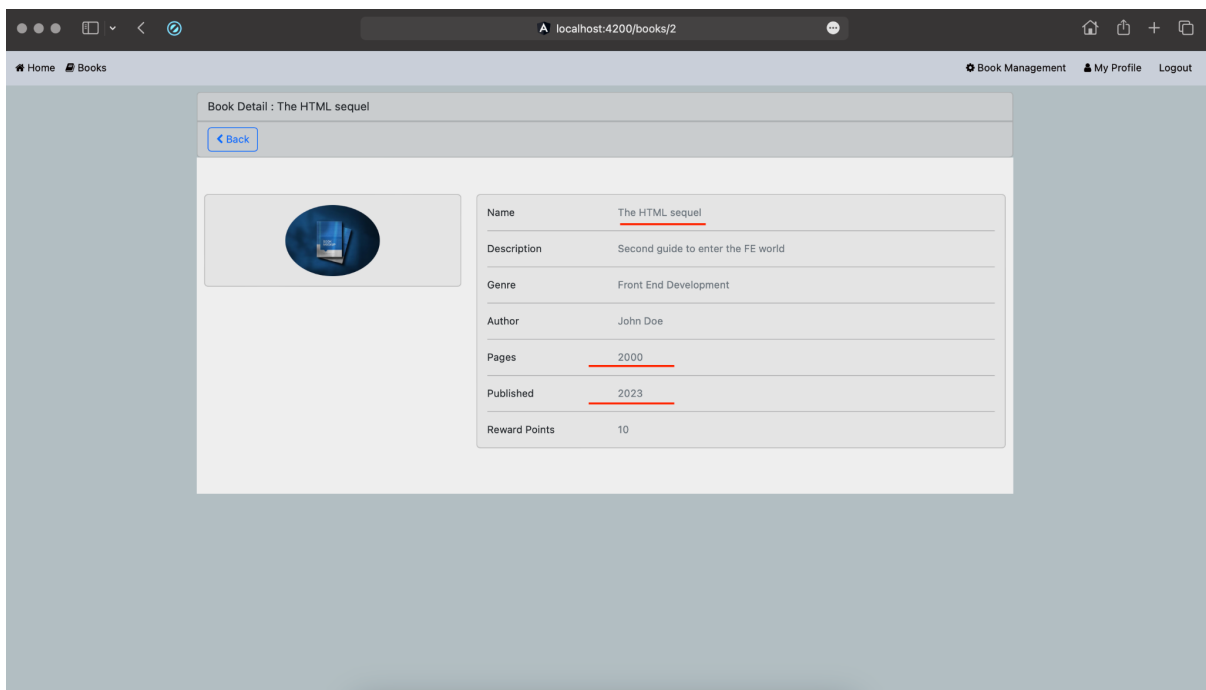 localhost:4200/books/2
Home Books Book Management My Profile Logout
Book Detail : The HTML sequel
Back
Name The HTML sequel
Description Second guide to enter the FE world
Genre Front End Development
Author John Doe
Pages 2000
Published 2023
Reward Points 10